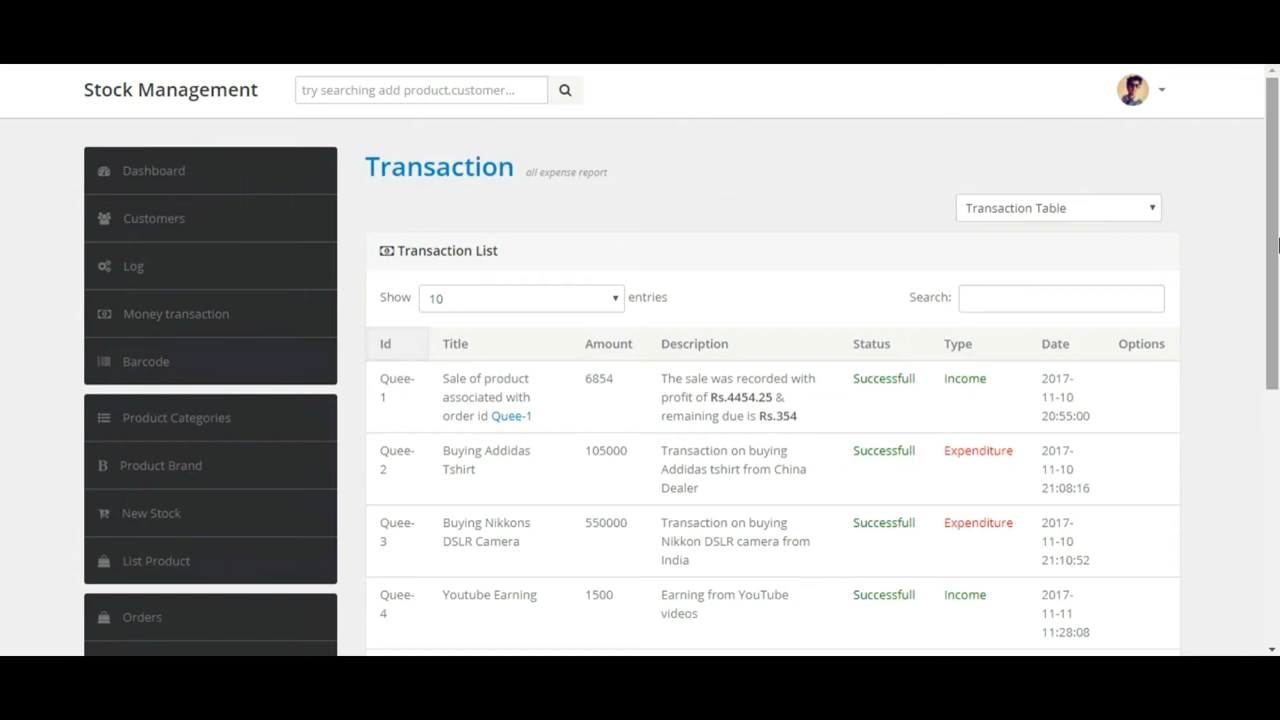 Stock Management
try searching add product,customer...
Dashboard
Customers
Log
Money transaction
Barcode
Product Categories
Product Brand
New Stock
List Product
Orders
Transaction all expense report
Transaction Table
Transaction List
Show 10 entries Search:
Id Title Amount Description Status Type Date Options
Quee- Sale of product 6854 The sale was recorded with Successfull Income 2017-
1 associated with profit of Rs.4454.25 & 11-10
order id Quee-1 remaining due is Rs.354 20:55:00
Quee- Buying Addidas 105000 Transaction on buying Successfull Expenditure 2017-
2 Tshirt Addidas tshirt from China 11-10
Dealer 21:08:16
Quee- Buying Nikkons 550000 Transaction on buying Successfull Expenditure 2017-
3 DSLR Camera Nikkon DSLR camera from 11-10
India 21:10:52
Quee- Youtube Earning 1500 Earning from YouTube Successfull Income 2017-
4 videos 11-11
11:28:08